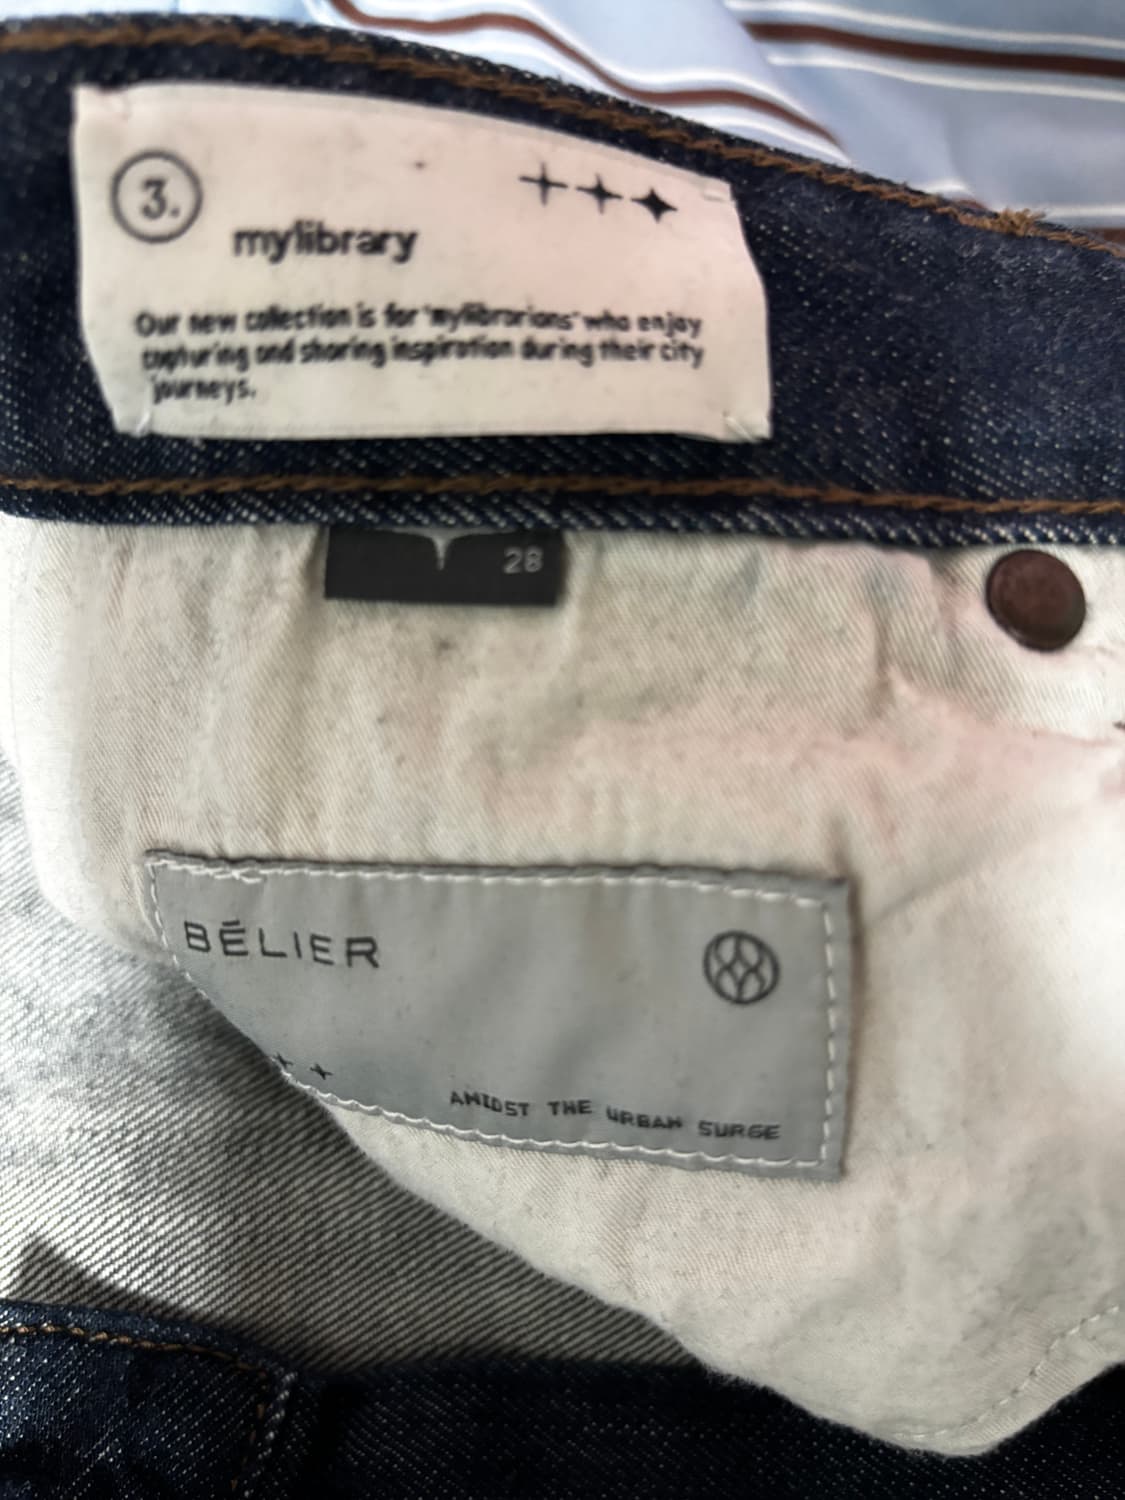 3.
mylibrary
Our new collection is for 'mylibrarians' who enjoy
capturing and sharing inspiration during their city
journeys.
28
BĒLIER
AMIDST THE URBAN SURGE